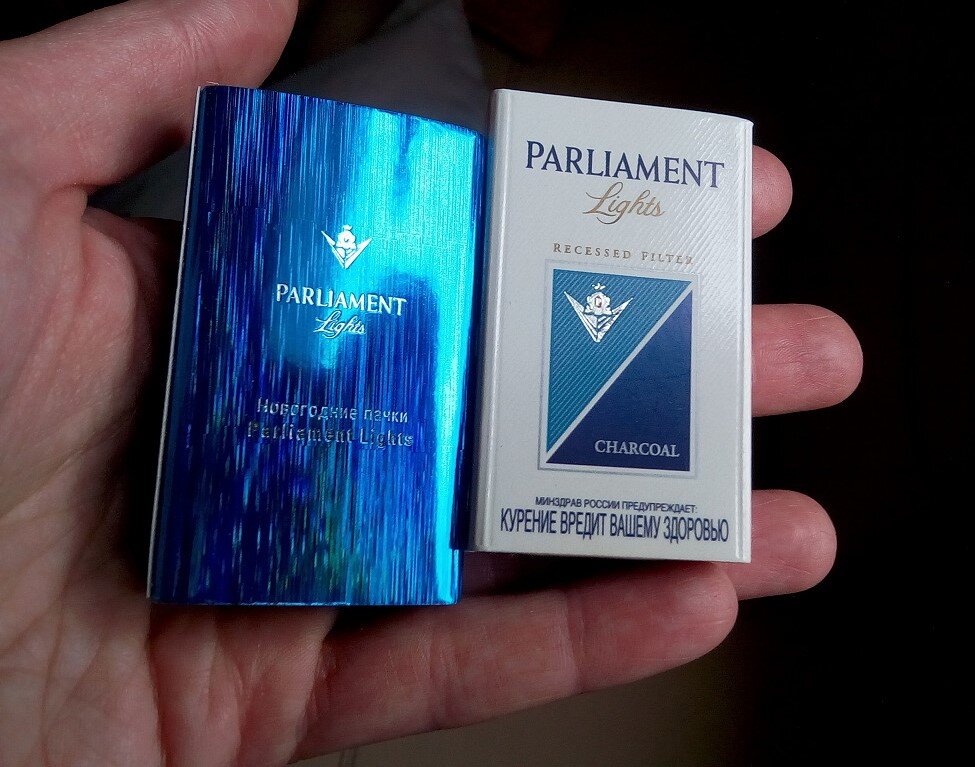 PARLIAMENT
Lights
Новогодние пачки
Parliament Lights
PARLIAMENT
Lights
RECESSED FILTER
CHARCOAL
МИНЗДРАВ РОССИИ ПРЕДУПРЕЖДАЕТ:
КУРЕНИЕ ВРЕДИТ ВАШЕМУ ЗДОРОВЬЮ